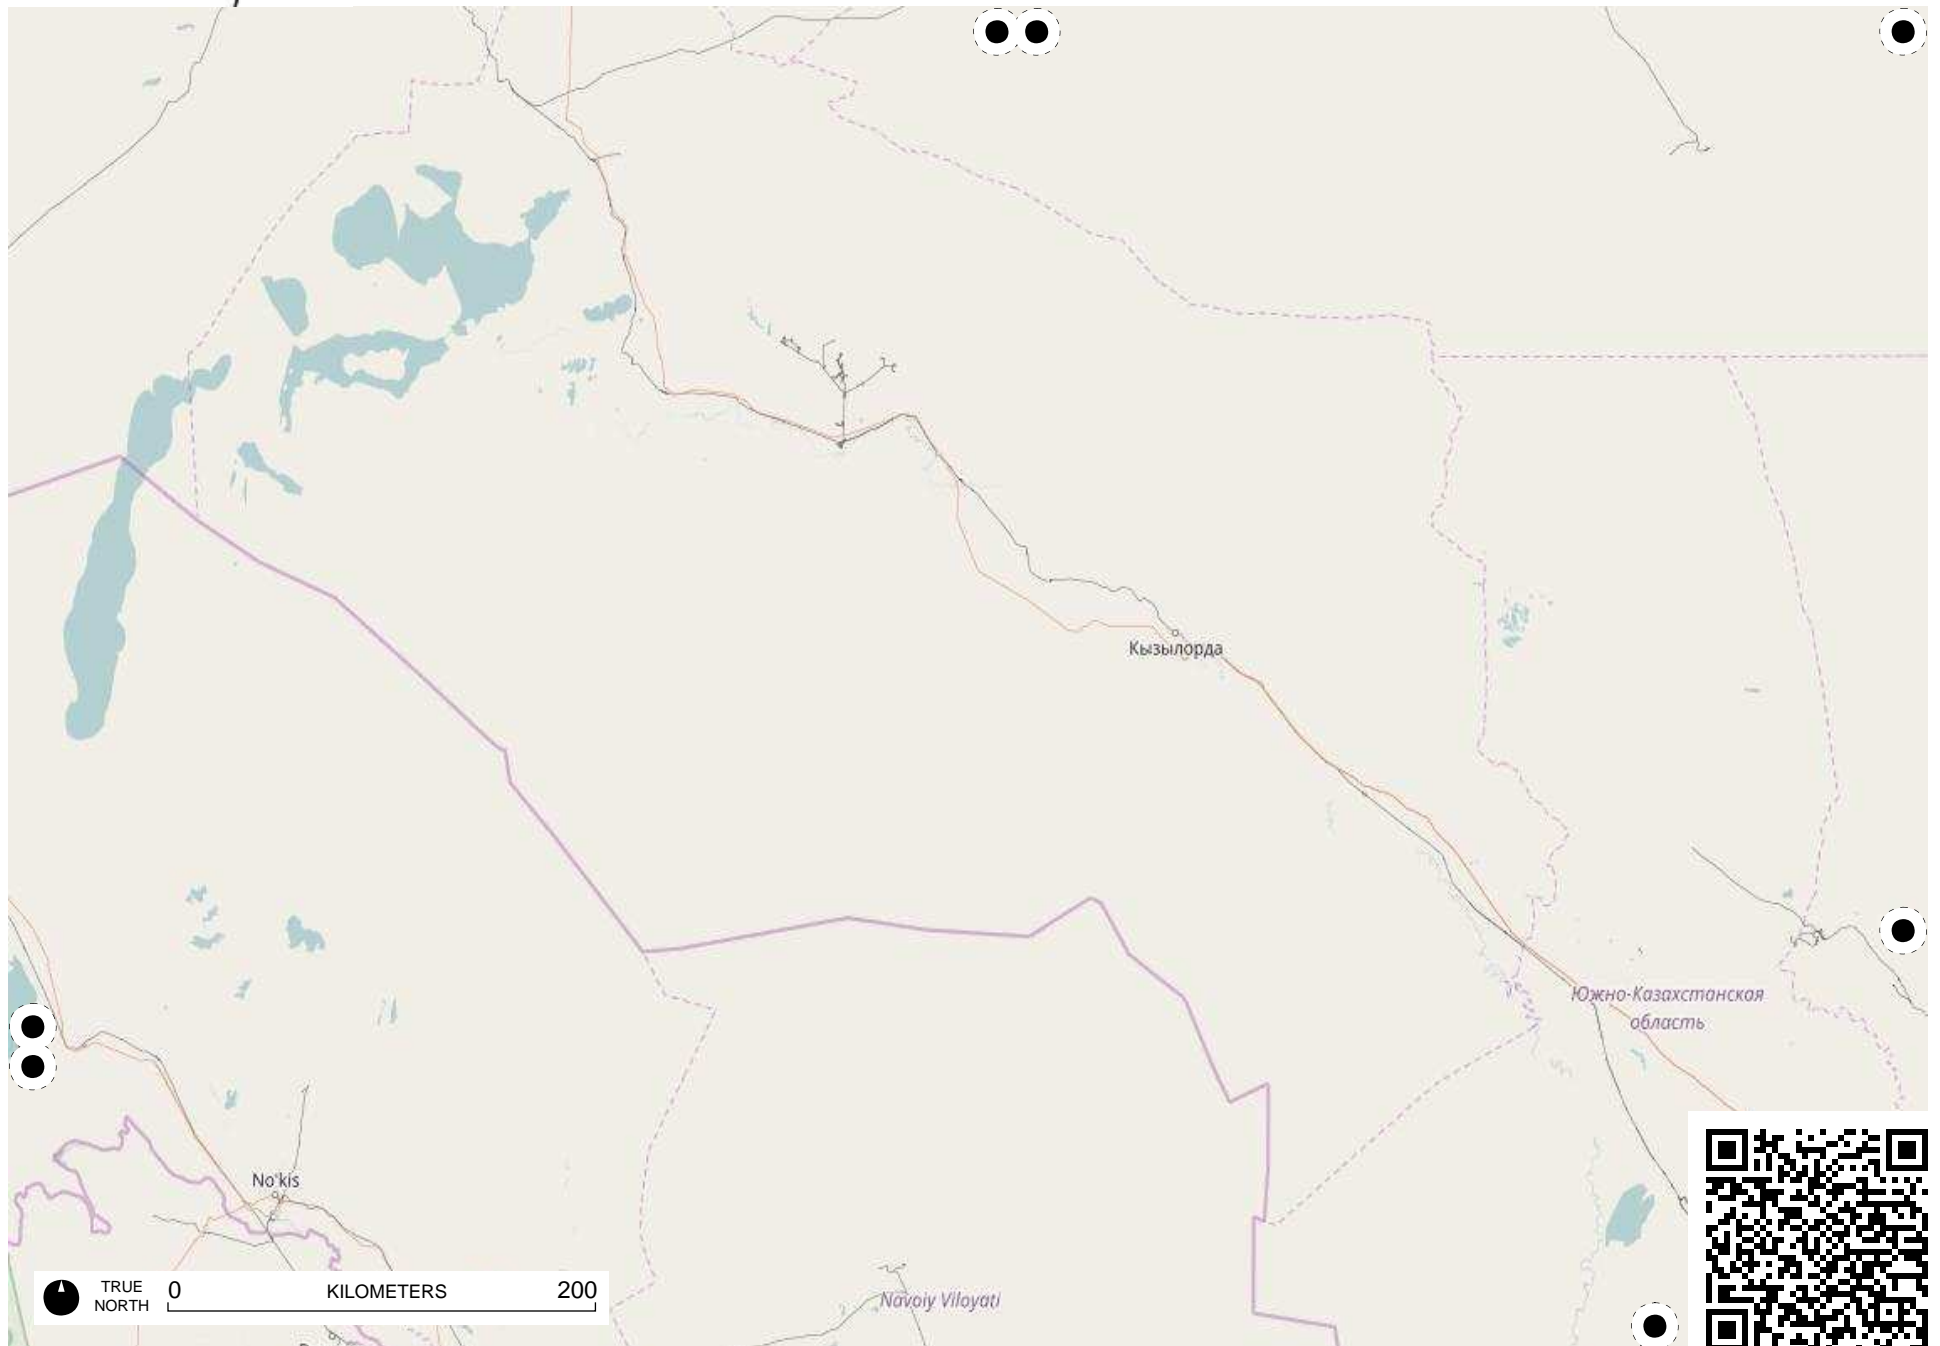 Кызылорда
Южно-Казахстанская
область
No'kis
TRUE
NORTH
0
KILOMETERS
200
Navoiy Viloyati